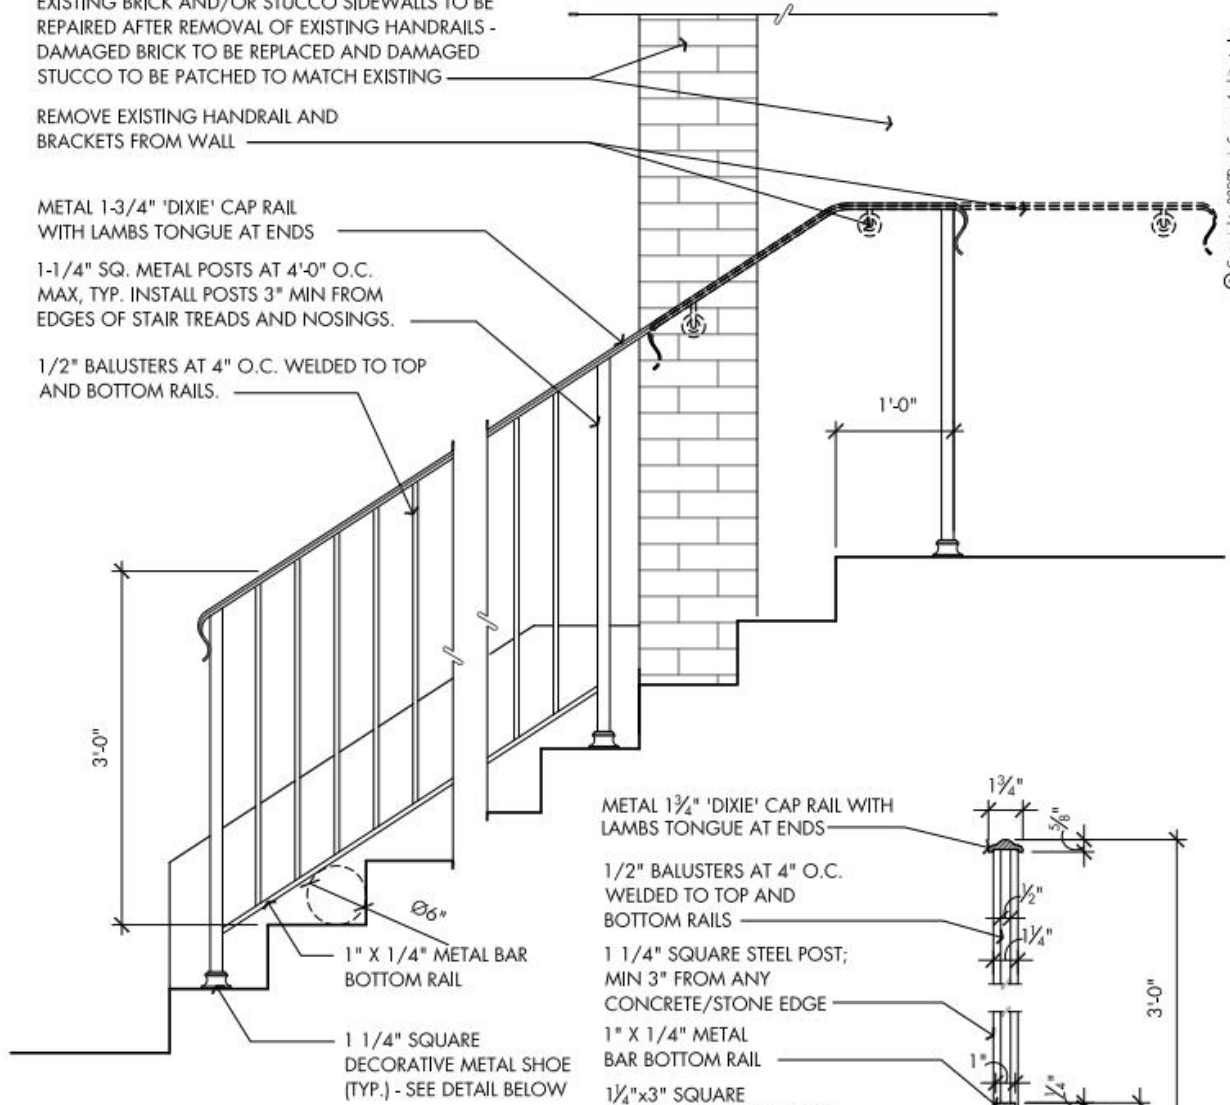 EXISTING BRICK AND/OR STUCCO SIDEWALLS TO BE
REPAIRED AFTER REMOVAL OF EXISTING HANDRAILS -
DAMAGED BRICK TO BE REPLACED AND DAMAGED
STUCCO TO BE PATCHED TO MATCH EXISTING
REMOVE EXISTING HANDRAIL AND
BRACKETS FROM WALL
METAL 1-3/4" 'DIXIE' CAP RAIL
WITH LAMBS TONGUE AT ENDS
1-1/4" SQ. METAL POSTS AT 4'-0" O.C.
MAX, TYP. INSTALL POSTS 3" MIN FROM
EDGES OF STAIR TREADS AND NOSINGS.
1/2" BALUSTERS AT 4" O.C. WELDED TO TOP
AND BOTTOM RAILS.
1'-0"
3'-0"
Ø6"
1" X 1/4" METAL BAR
BOTTOM RAIL
1 1/4" SQUARE
DECORATIVE METAL SHOE
(TYP.) - SEE DETAIL BELOW
METAL 1¾" 'DIXIE' CAP RAIL WITH
LAMBS TONGUE AT ENDS
1/2" BALUSTERS AT 4" O.C.
WELDED TO TOP AND
BOTTOM RAILS
1 1/4" SQUARE STEEL POST;
MIN 3" FROM ANY
CONCRETE/STONE EDGE
1" X 1/4" METAL
BAR BOTTOM RAIL
1¼"x3" SQUARE
1¾"
⅝"
½"
1¼"
3'-0"
1"
¼"